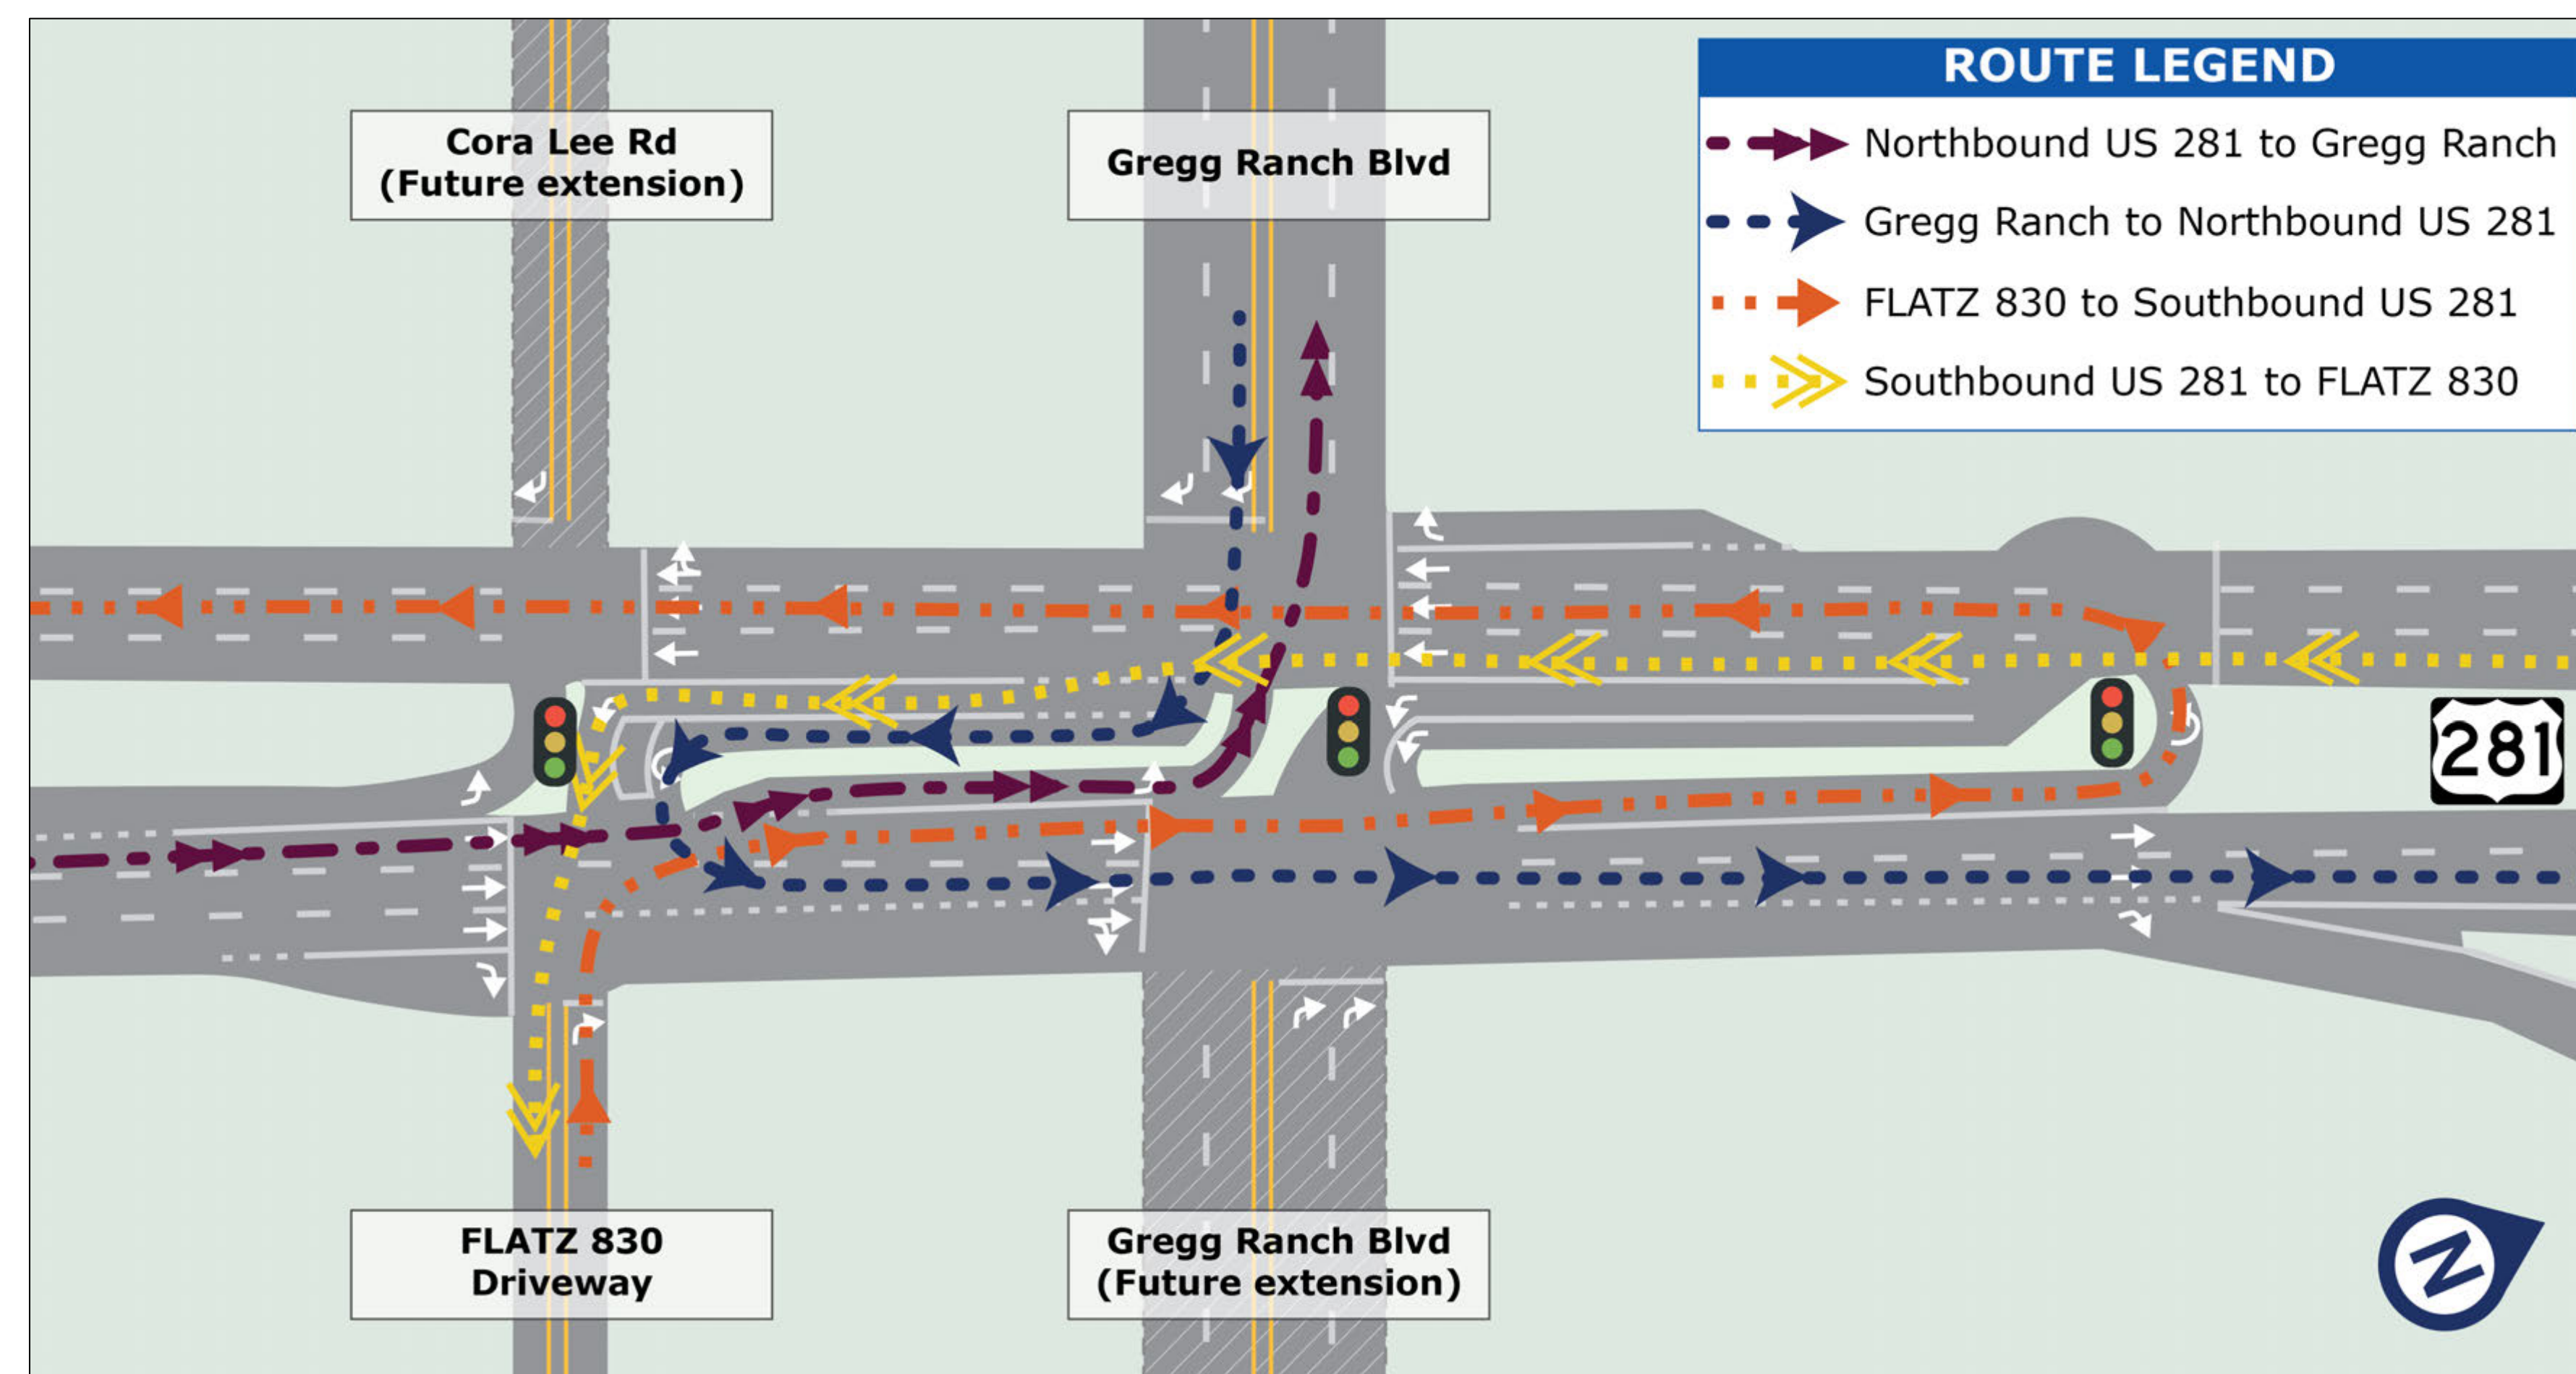 Cora Lee Rd
(Future extension)
Gregg Ranch Blvd
ROUTE LEGEND
Northbound US 281 to Gregg Ranch
Gregg Ranch to Northbound US 281
FLATZ 830 to Southbound US 281
Southbound US 281 to FLATZ 830
281
FLATZ 830
Driveway
Gregg Ranch Blvd
(Future extension)
N